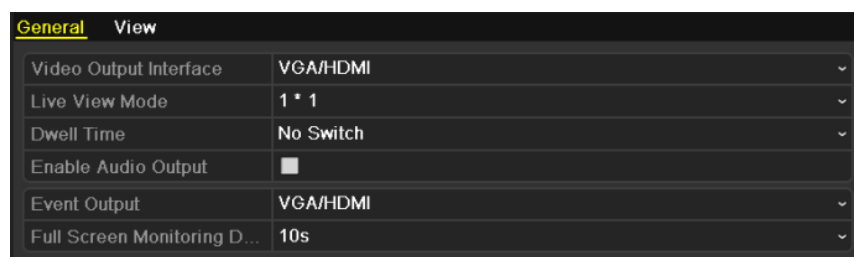 General View
Video Output Interface VGA/HDMI
Live View Mode 1 * 1
Dwell Time No Switch
Enable Audio Output
Event Output VGA/HDMI
Full Screen Monitoring D... 10s